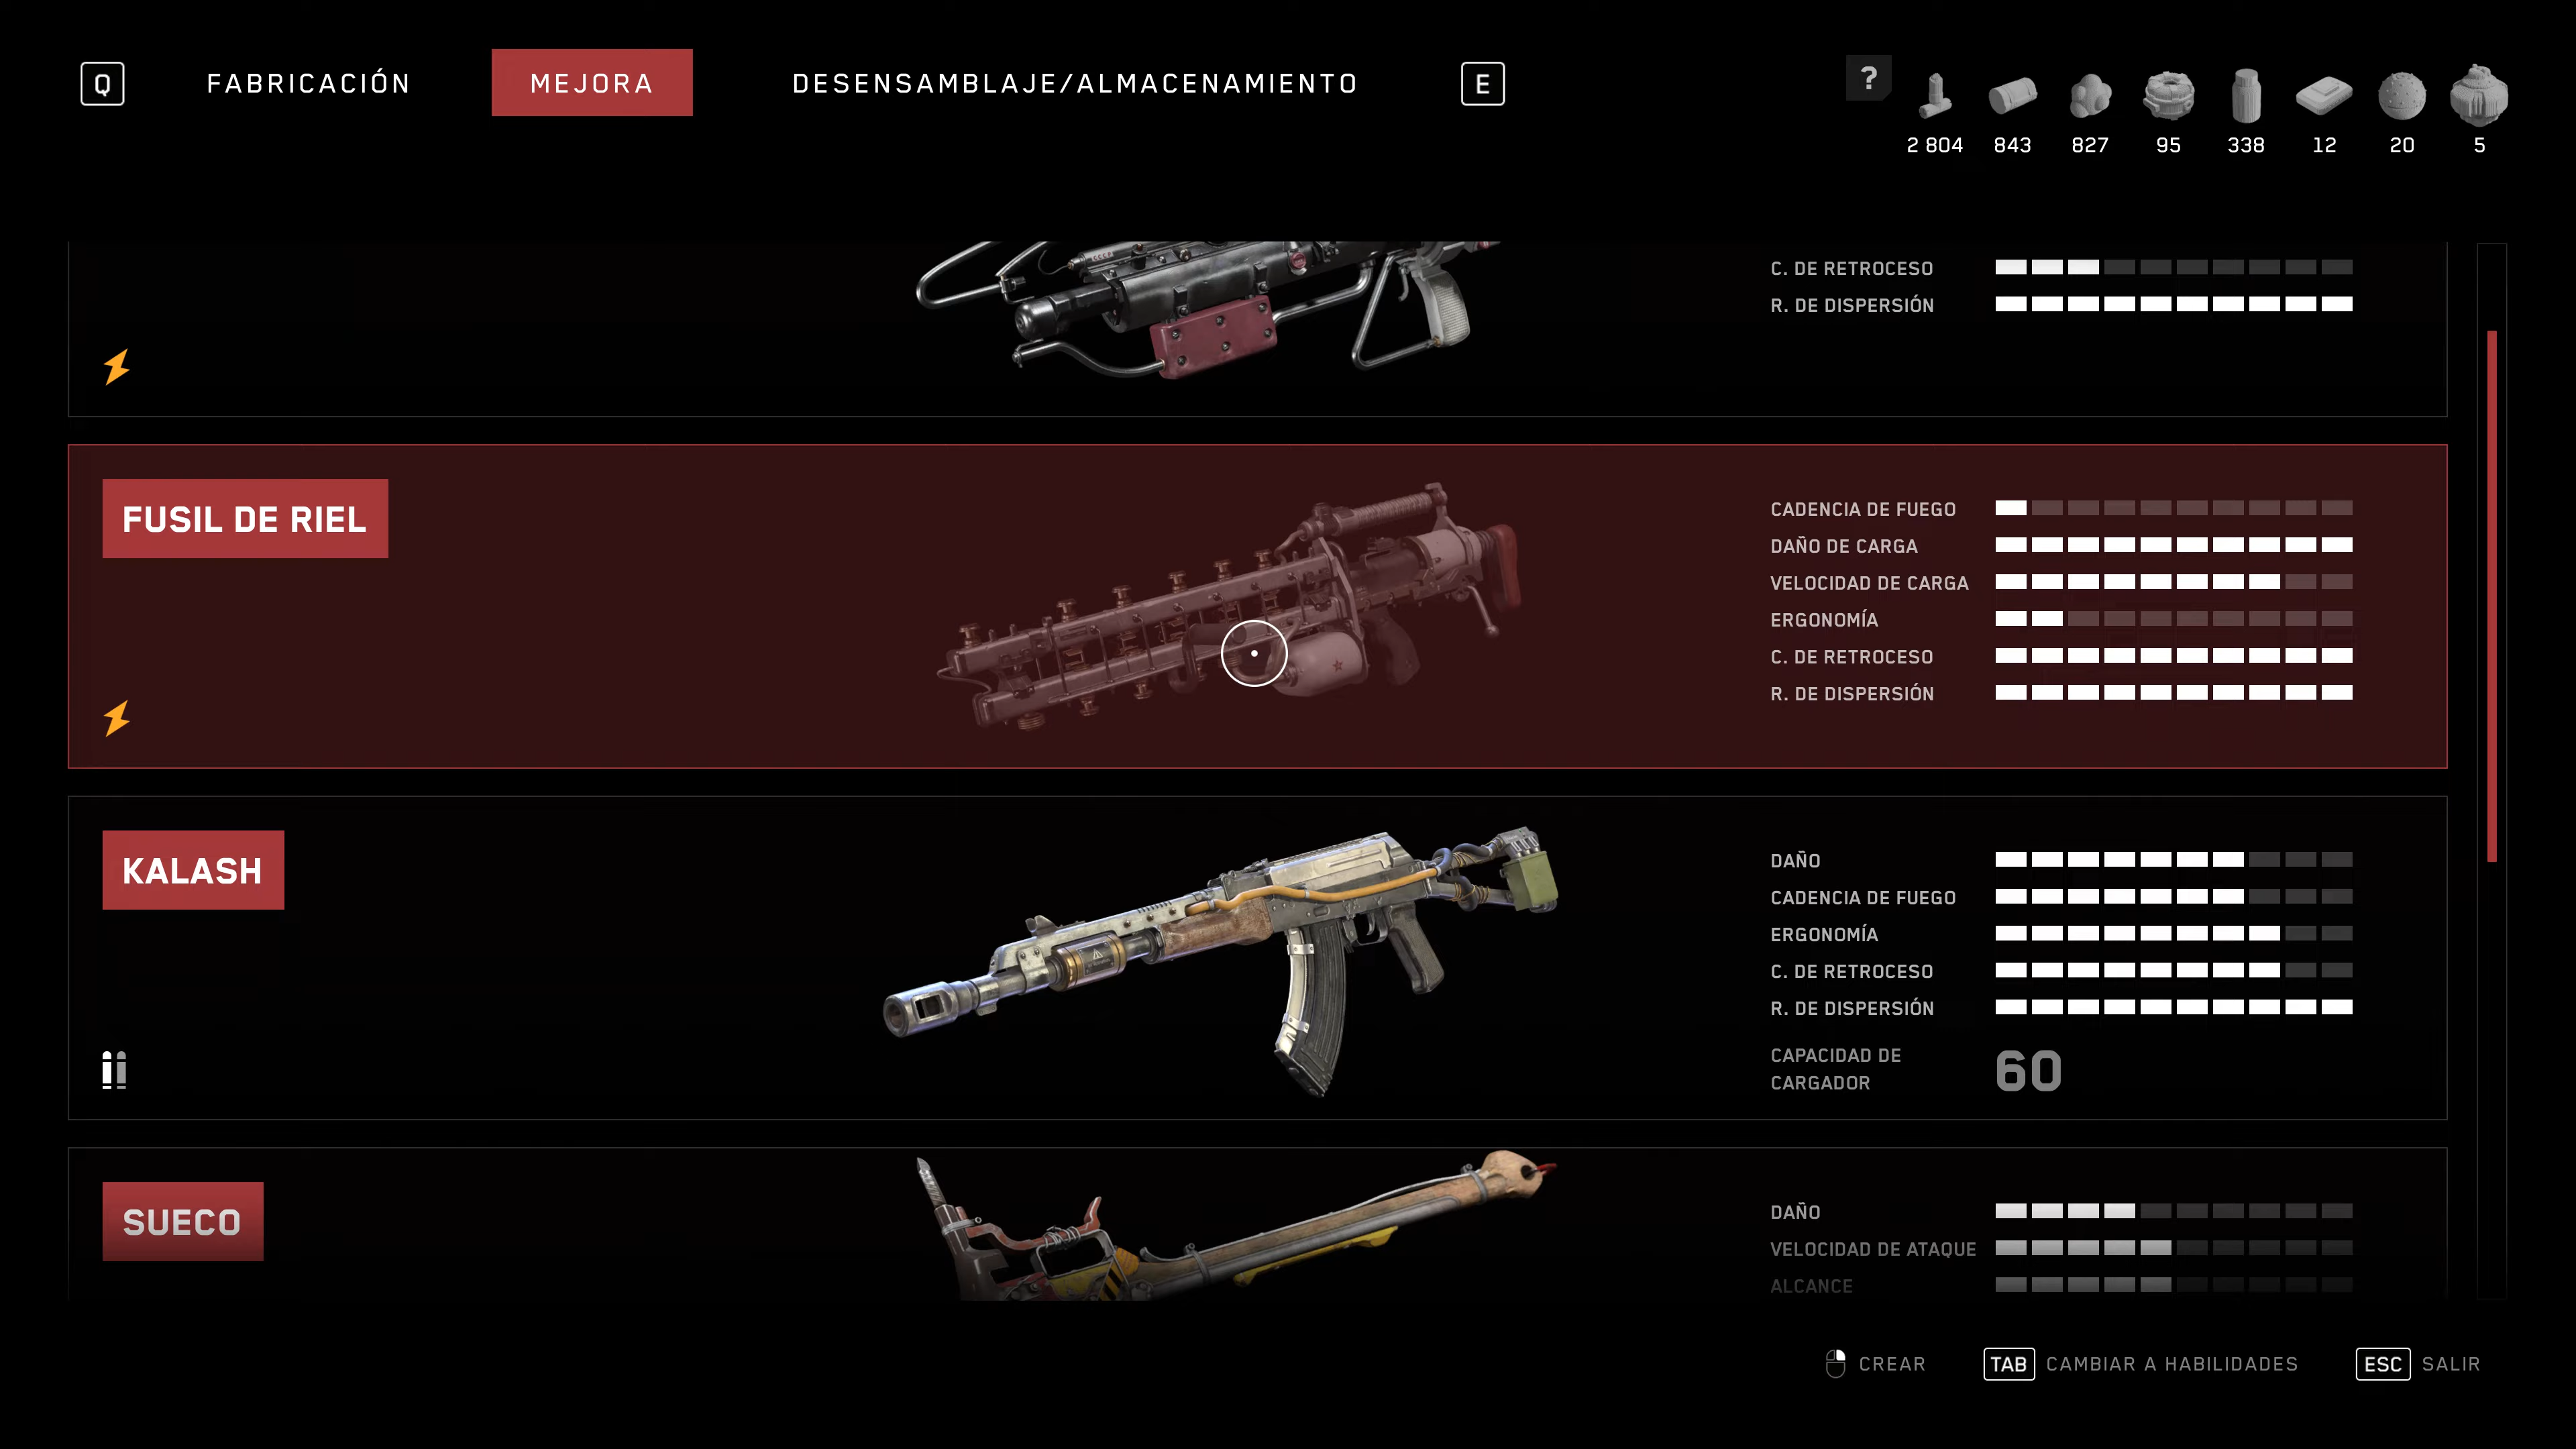 Q
FABRICACIÓN
MEJORA
DESENSAMBLAJE/ALMACENAMIENTO
E
?
2 804
843
827
95
338
12
20
5
C. DE RETROCESO
R. DE DISPERSIÓN
FUSIL DE RIEL
CADENCIA DE FUEGO
DAÑO DE CARGA
VELOCIDAD DE CARGA
ERGONOMÍA
C. DE RETROCESO
R. DE DISPERSIÓN
KALASH
DAÑO
CADENCIA DE FUEGO
ERGONOMÍA
C. DE RETROCESO
R. DE DISPERSIÓN
CAPACIDAD DE
CARGADOR
60
SUECO
DAÑO
VELOCIDAD DE ATAQUE
ALCANCE
CREAR
TAB CAMBIAR A HABILIDADES
ESC SALIR